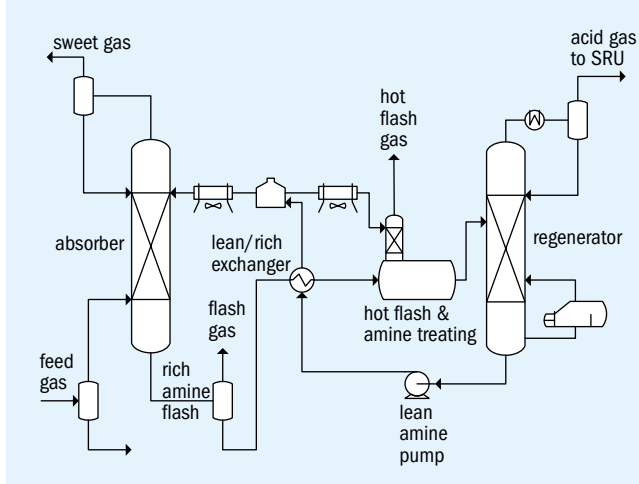 sweet gas
acid gas
to SRU
hot
flash
gas
absorber
lean/rich
exchanger
regenerator
flash
gas
hot flash &
amine treating
feed
gas
rich
amine
flash
lean
amine
pump